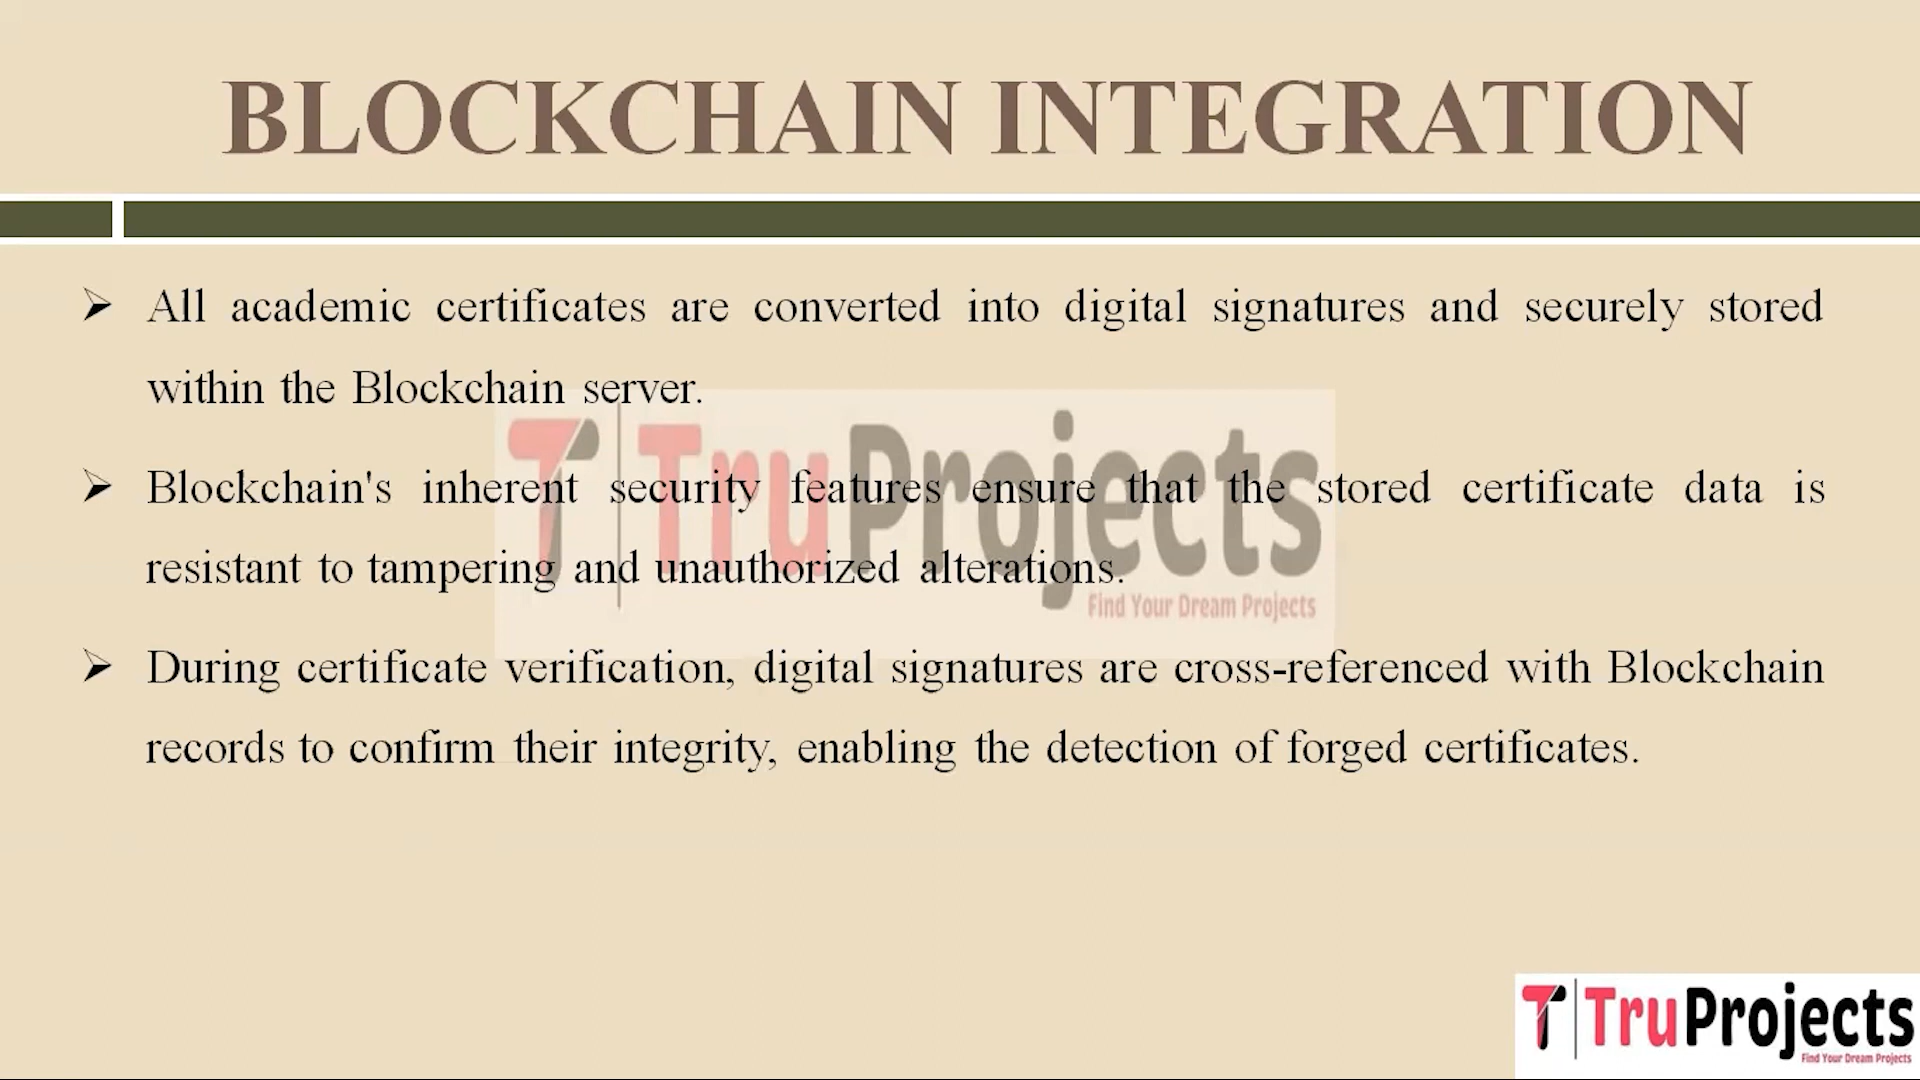 BLOCKCHAIN INTEGRATION
➢ All academic certificates are converted into digital signatures and securely stored
within the Blockchain server.
➢ Blockchain's inherent security features ensure that the stored certificate data is
resistant to tampering and unauthorized alterations.
➢ During certificate verification, digital signatures are cross-referenced with Blockchain
records to confirm their integrity, enabling the detection of forged certificates.
T TruProjects
Find Your Dream Projects
T TruProjects
Find Your Dream Projects